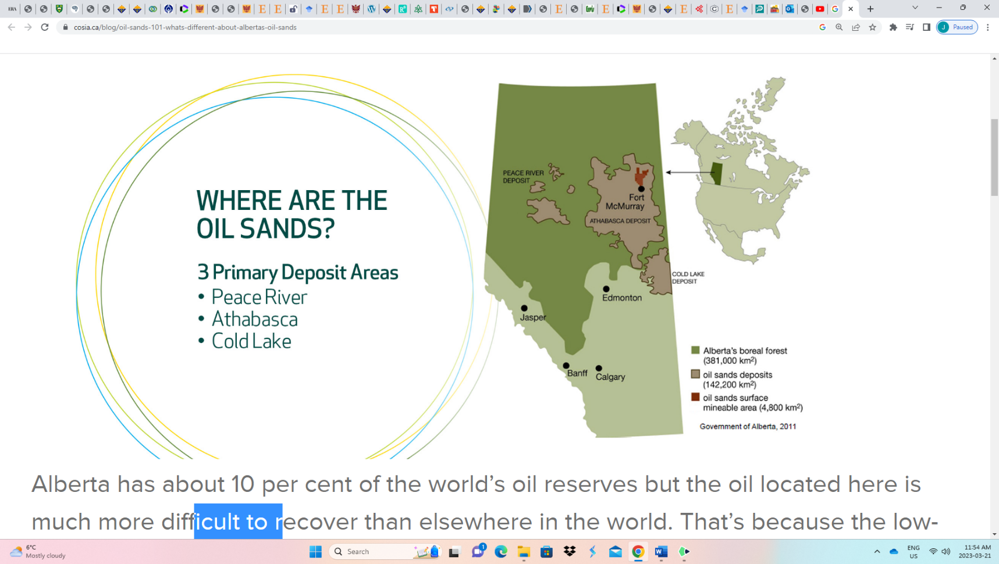 ERA
cosia.ca/blog/oil-sands-101-whats-different-about-albertas-oil-sands
J
Paused
WHERE ARE THE
OIL SANDS?
3 Primary Deposit Areas
• Peace River
• Athabasca
• Cold Lake
PEACE RIVER
DEPOSIT
Fort
McMurray
ATHABASCA DEPOSIT
COLD LAKE
DEPOSIT
Edmonton
Jasper
Banff
Calgary
Alberta's boreal forest
(381,000 km²)
oil sands deposits
(142,200 km²)
oil sands surface
mineable area (4,800 km²)
Government of Alberta, 2011
Alberta has about 10 per cent of the world’s oil reserves but the oil located here is
much more difficult to recover than elsewhere in the world. That’s because the low-
6°C
Mostly cloudy
Search
1
ENG
US
11:54 AM
2023-03-21